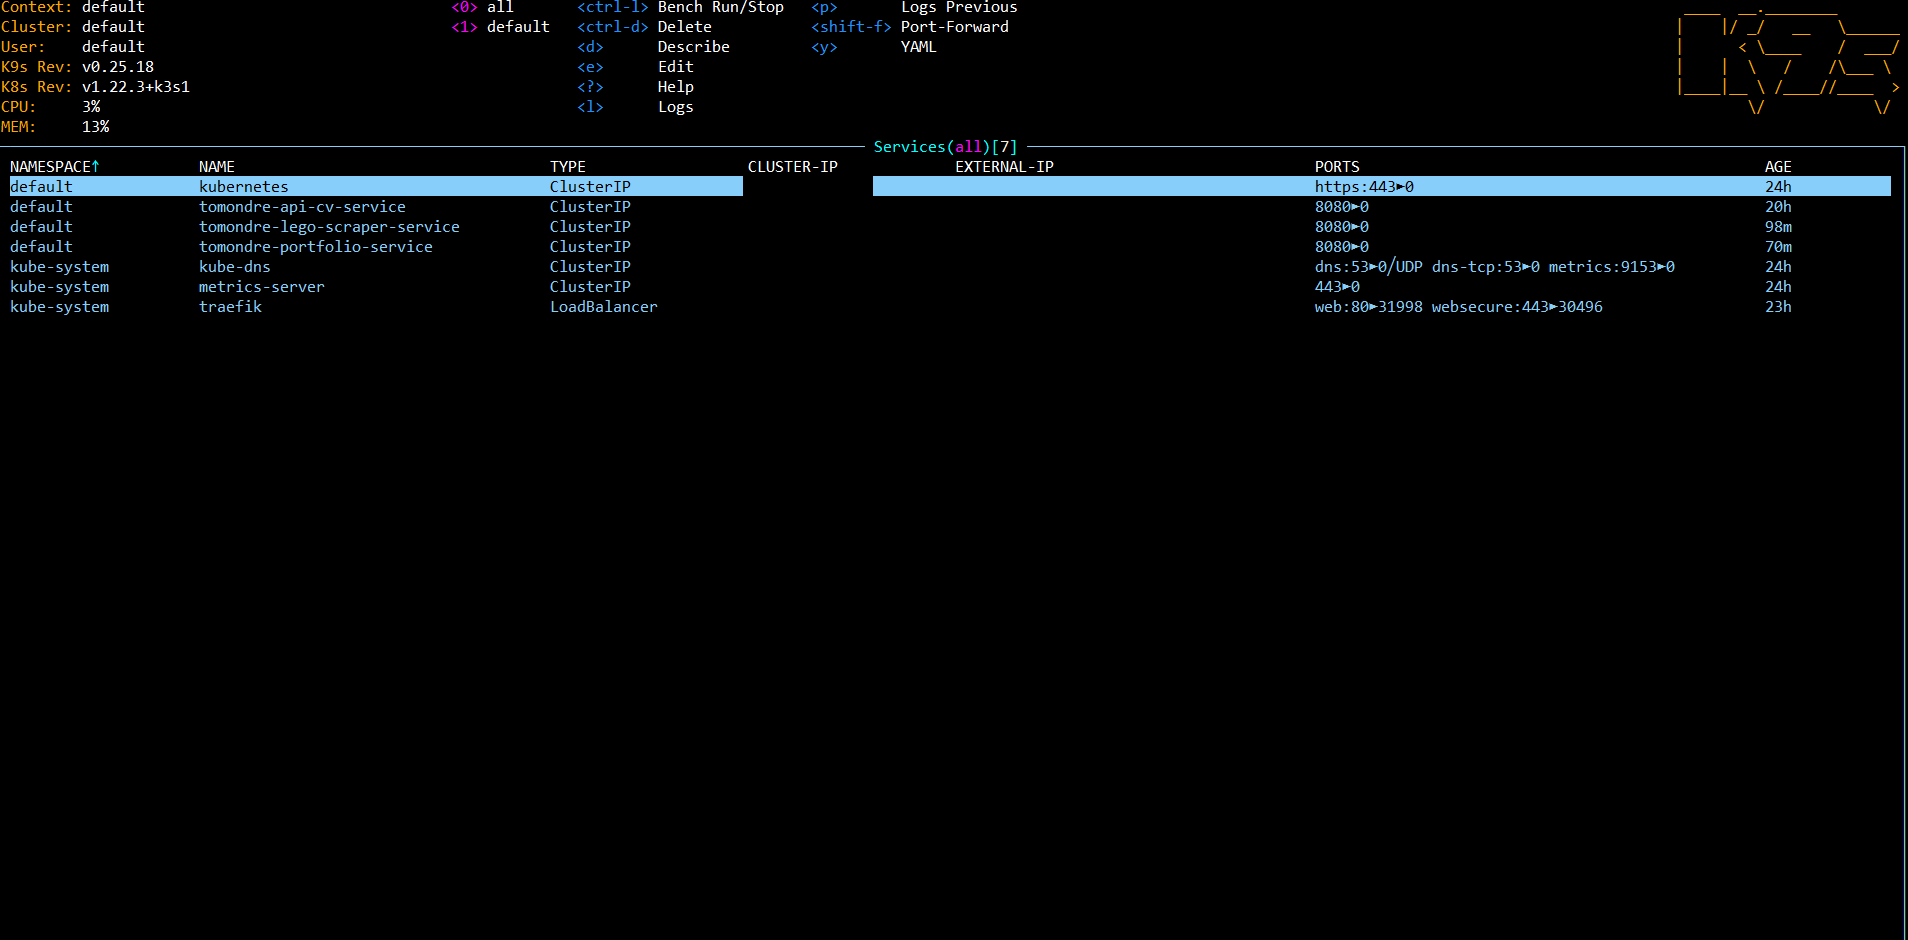 Context: default <0> all <ctrl-l> Bench Run/Stop <p> Logs Previous
Cluster: default <1> default <ctrl-d> Delete <shift-f> Port-Forward
User: default <d> Describe <y> YAML
K9s Rev: v0.25.18 <e> Edit
K8s Rev: v1.22.3+k3s1 <?> Help
CPU: 3% <l> Logs
MEM: 13%
Services(all)[7]
NAMESPACE↑ NAME TYPE CLUSTER-IP EXTERNAL-IP PORTS AGE
default kubernetes ClusterIP https:443►0 24h
default tomondre-api-cv-service ClusterIP 8080►0 20h
default tomondre-lego-scraper-service ClusterIP 8080►0 98m
default tomondre-portfolio-service ClusterIP 8080►0 70m
kube-system kube-dns ClusterIP dns:53►0/UDP dns-tcp:53►0 metrics:9153►0 24h
kube-system metrics-server ClusterIP 443►0 24h
kube-system traefik LoadBalancer web:80►31998 websecure:443►30496 23h